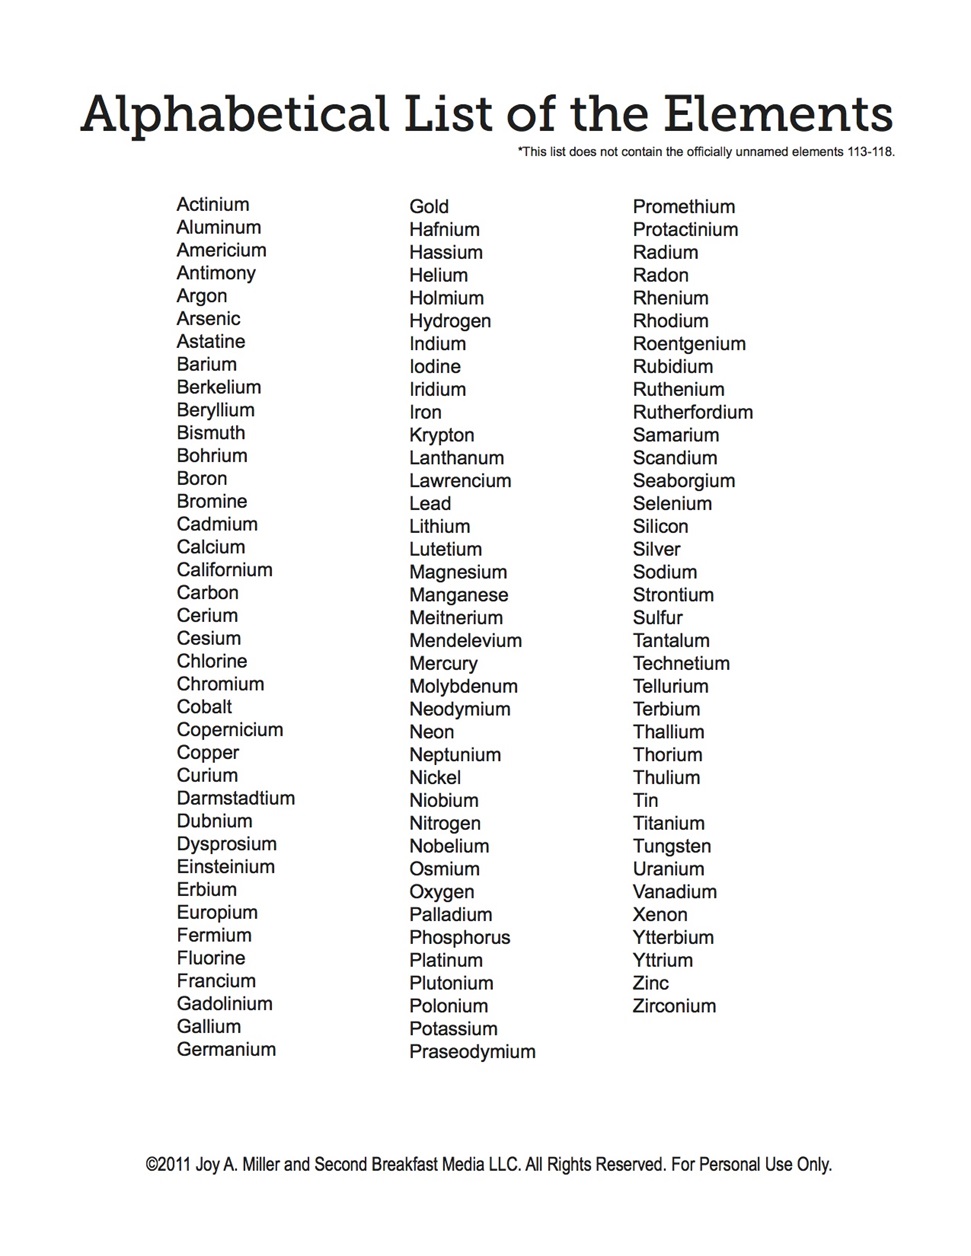 Alphabetical List of the Elements
*This list does not contain the officially unnamed elements 113-118.
Actinium
Aluminum
Americium
Antimony
Argon
Arsenic
Astatine
Barium
Berkelium
Beryllium
Bismuth
Bohrium
Boron
Bromine
Cadmium
Calcium
Californium
Carbon
Cerium
Cesium
Chlorine
Chromium
Cobalt
Copernicium
Copper
Curium
Darmstadtium
Dubnium
Dysprosium
Einsteinium
Erbium
Europium
Fermium
Fluorine
Francium
Gadolinium
Gallium
Germanium
Gold
Hafnium
Hassium
Helium
Holmium
Hydrogen
Indium
Iodine
Iridium
Iron
Krypton
Lanthanum
Lawrencium
Lead
Lithium
Lutetium
Magnesium
Manganese
Meitnerium
Mendelevium
Mercury
Molybdenum
Neodymium
Neon
Neptunium
Nickel
Niobium
Nitrogen
Nobelium
Osmium
Oxygen
Palladium
Phosphorus
Platinum
Plutonium
Polonium
Potassium
Praseodymium
Promethium
Protactinium
Radium
Radon
Rhenium
Rhodium
Roentgenium
Rubidium
Ruthenium
Rutherfordium
Samarium
Scandium
Seaborgium
Selenium
Silicon
Silver
Sodium
Strontium
Sulfur
Tantalum
Technetium
Tellurium
Terbium
Thallium
Thorium
Thulium
Tin
Titanium
Tungsten
Uranium
Vanadium
Xenon
Ytterbium
Yttrium
Zinc
Zirconium
©2011 Joy A. Miller and Second Breakfast Media LLC. All Rights Reserved. For Personal Use Only.